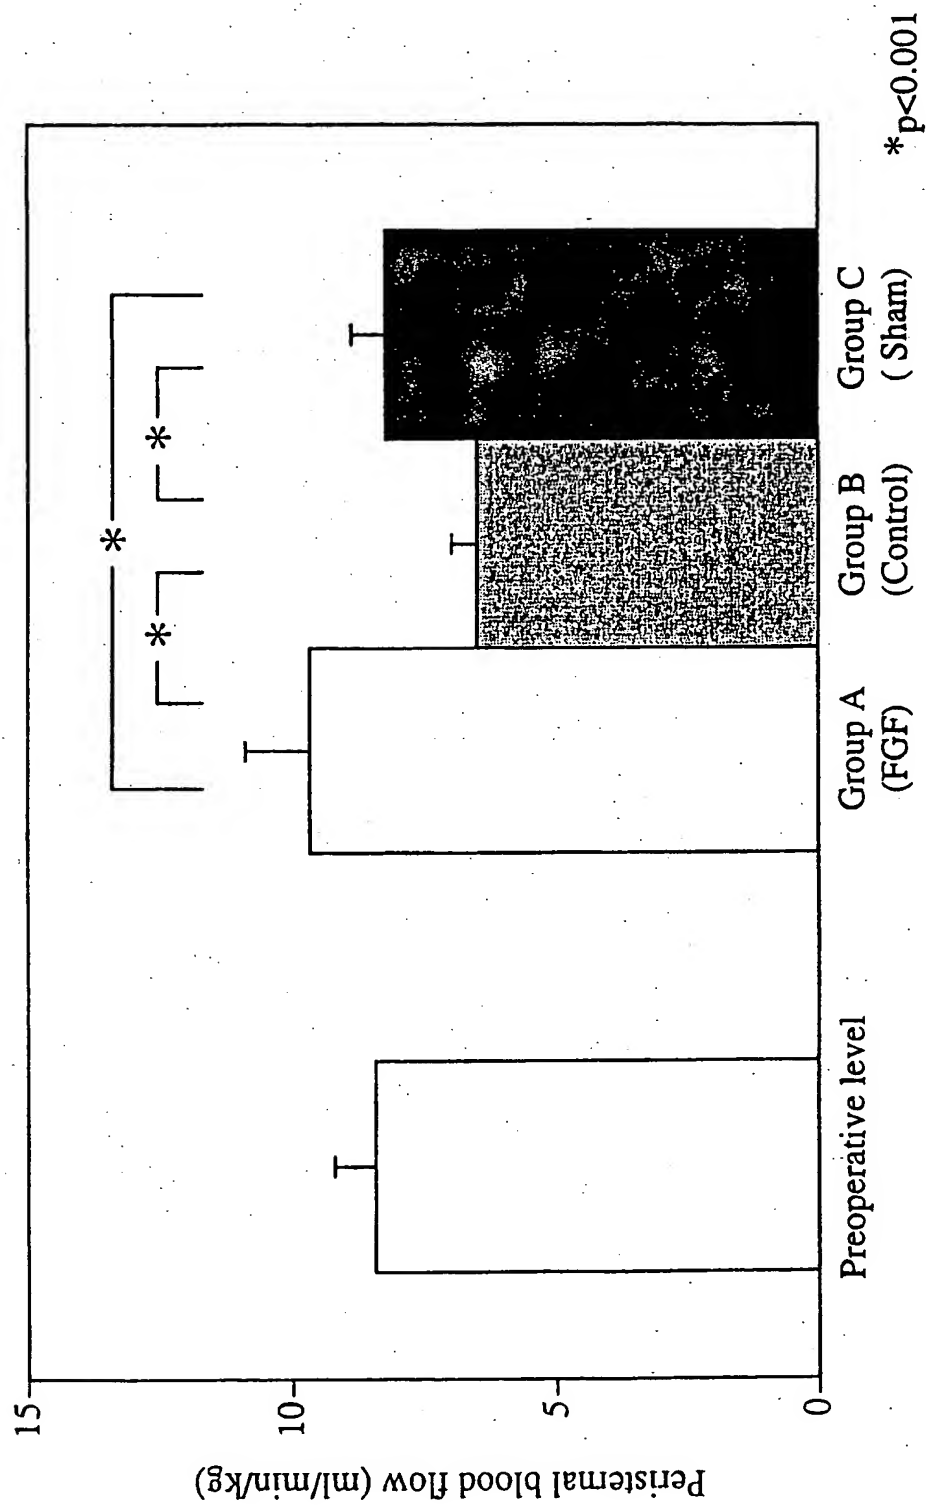 Peristernal blood flow (ml/min/kg)
15
10
5
0
*
*
*
Preoperative level
Group A
(FGF)
Group B
(Control)
Group C
( Sham)
*p<0.001